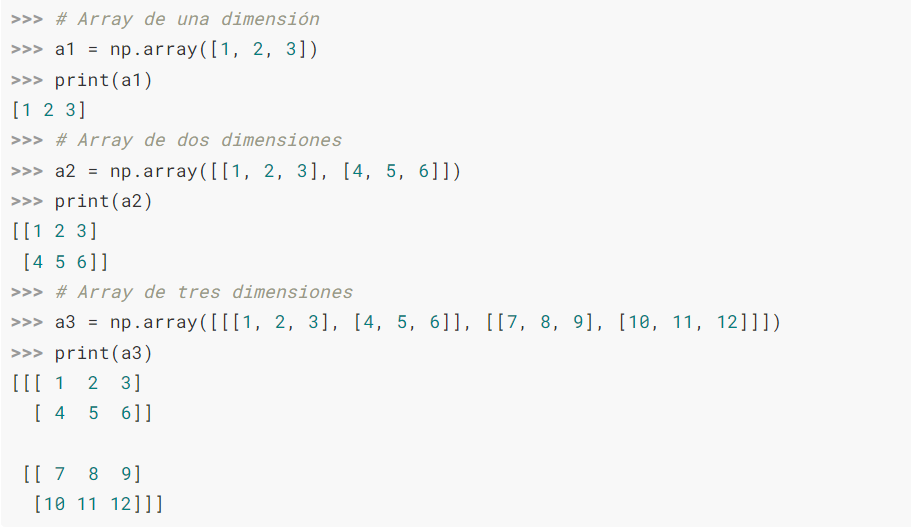 >>> # Array de una dimensión
>>> a1 = np.array([1, 2, 3])
>>> print(a1)
[1 2 3]
>>> # Array de dos dimensiones
>>> a2 = np.array([[1, 2, 3], [4, 5, 6]])
>>> print(a2)
[[1 2 3]
 [4 5 6]]
>>> # Array de tres dimensiones
>>> a3 = np.array([[[1, 2, 3], [4, 5, 6]], [[7, 8, 9], [10, 11, 12]]])
>>> print(a3)
[[[ 1  2  3]
  [ 4  5  6]]

 [[ 7  8  9]
  [10 11 12]]]